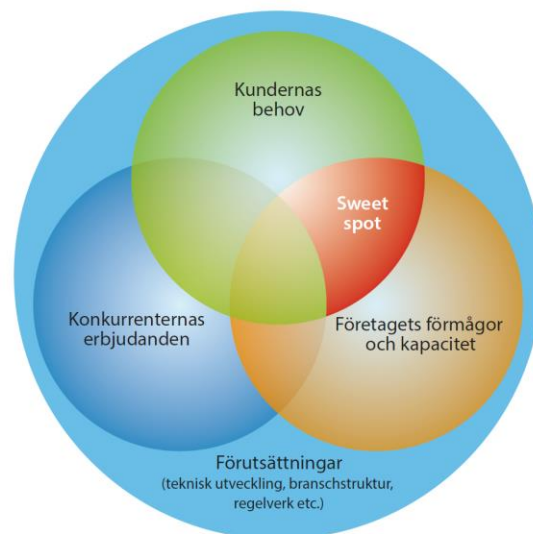 Kundernas
behov
Sweet
spot
Konkurrenternas
erbjudanden
Företagets förmågor
och kapacitet
Förutsättningar
(teknisk utveckling, branschstruktur,
regelverk etc.)